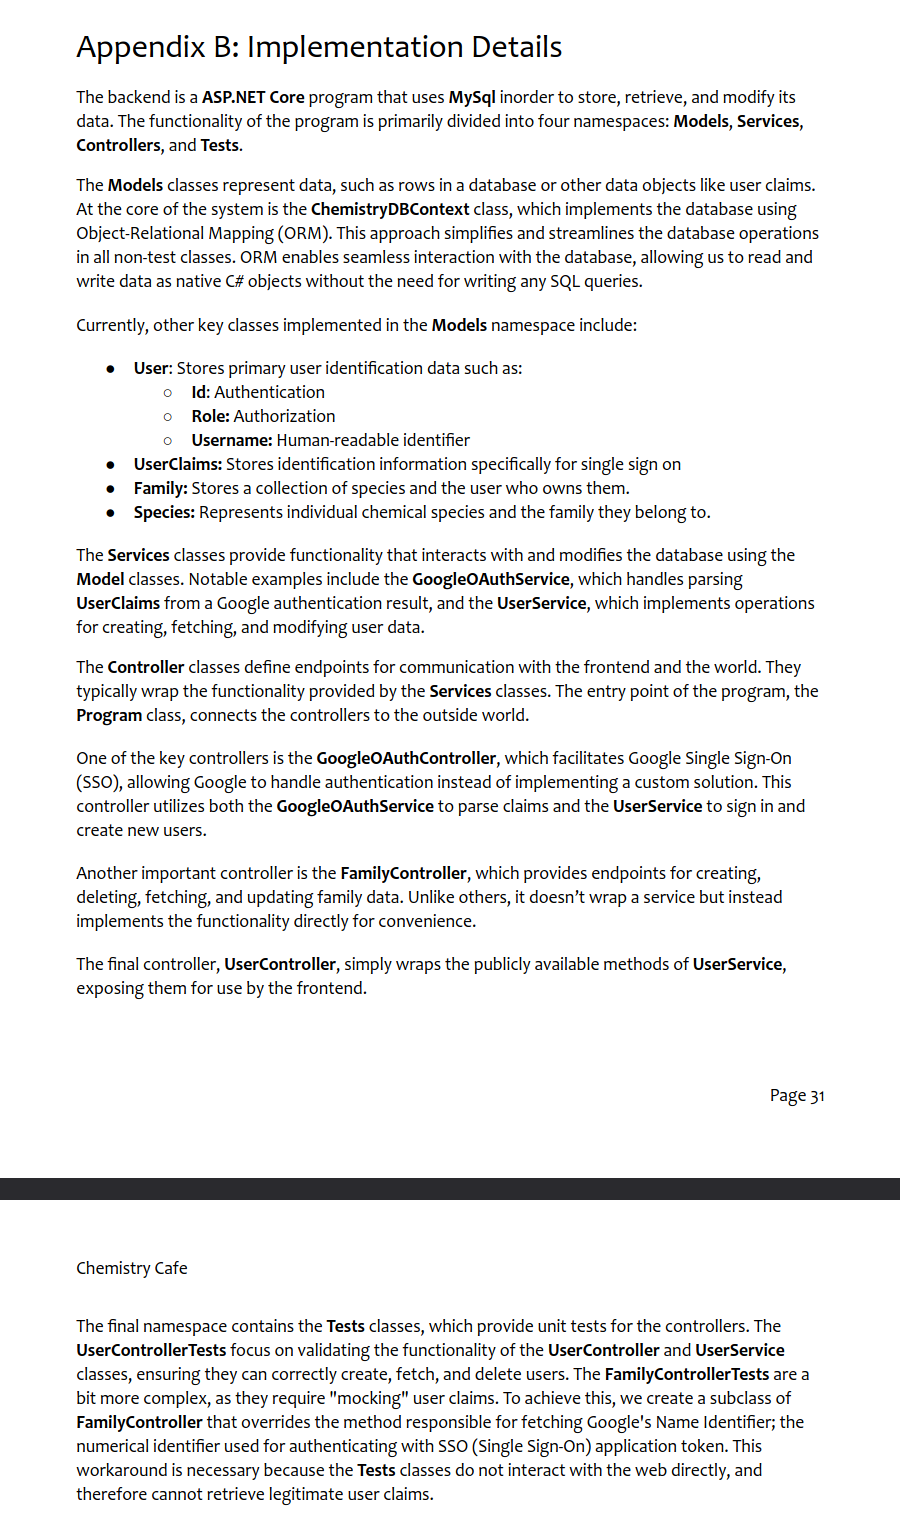 Appendix B: Implementation Details
The backend is a ASP.NET Core program that uses MySql inorder to store, retrieve, and modify its
data. The functionality of the program is primarily divided into four namespaces: Models, Services,
Controllers, and Tests.
The Models classes represent data, such as rows in a database or other data objects like user claims.
At the core of the system is the ChemistryDBContext class, which implements the database using
Object-Relational Mapping (ORM). This approach simplifies and streamlines the database operations
in all non-test classes. ORM enables seamless interaction with the database, allowing us to read and
write data as native C# objects without the need for writing any SQL queries.
Currently, other key classes implemented in the Models namespace include:
● User: Stores primary user identification data such as:
○ Id: Authentication
○ Role: Authorization
○ Username: Human-readable identifier
● UserClaims: Stores identification information specifically for single sign on
● Family: Stores a collection of species and the user who owns them.
● Species: Represents individual chemical species and the family they belong to.
The Services classes provide functionality that interacts with and modifies the database using the
Model classes. Notable examples include the GoogleOAuthService, which handles parsing
UserClaims from a Google authentication result, and the UserService, which implements operations
for creating, fetching, and modifying user data.
The Controller classes define endpoints for communication with the frontend and the world. They
typically wrap the functionality provided by the Services classes. The entry point of the program, the
Program class, connects the controllers to the outside world.
One of the key controllers is the GoogleOAuthController, which facilitates Google Single Sign-On
(SSO), allowing Google to handle authentication instead of implementing a custom solution. This
controller utilizes both the GoogleOAuthService to parse claims and the UserService to sign in and
create new users.
Another important controller is the FamilyController, which provides endpoints for creating,
deleting, fetching, and updating family data. Unlike others, it doesn't wrap a service but instead
implements the functionality directly for convenience.
The final controller, UserController, simply wraps the publicly available methods of UserService,
exposing them for use by the frontend.
Page 31
Chemistry Cafe
The final namespace contains the Tests classes, which provide unit tests for the controllers. The
UserControllerTests focus on validating the functionality of the UserController and UserService
classes, ensuring they can correctly create, fetch, and delete users. The FamilyControllerTests are a
bit more complex, as they require "mocking" user claims. To achieve this, we create a subclass of
FamilyController that overrides the method responsible for fetching Google's Name Identifier; the
numerical identifier used for authenticating with SSO (Single Sign-On) application token. This
workaround is necessary because the Tests classes do not interact with the web directly, and
therefore cannot retrieve legitimate user claims.